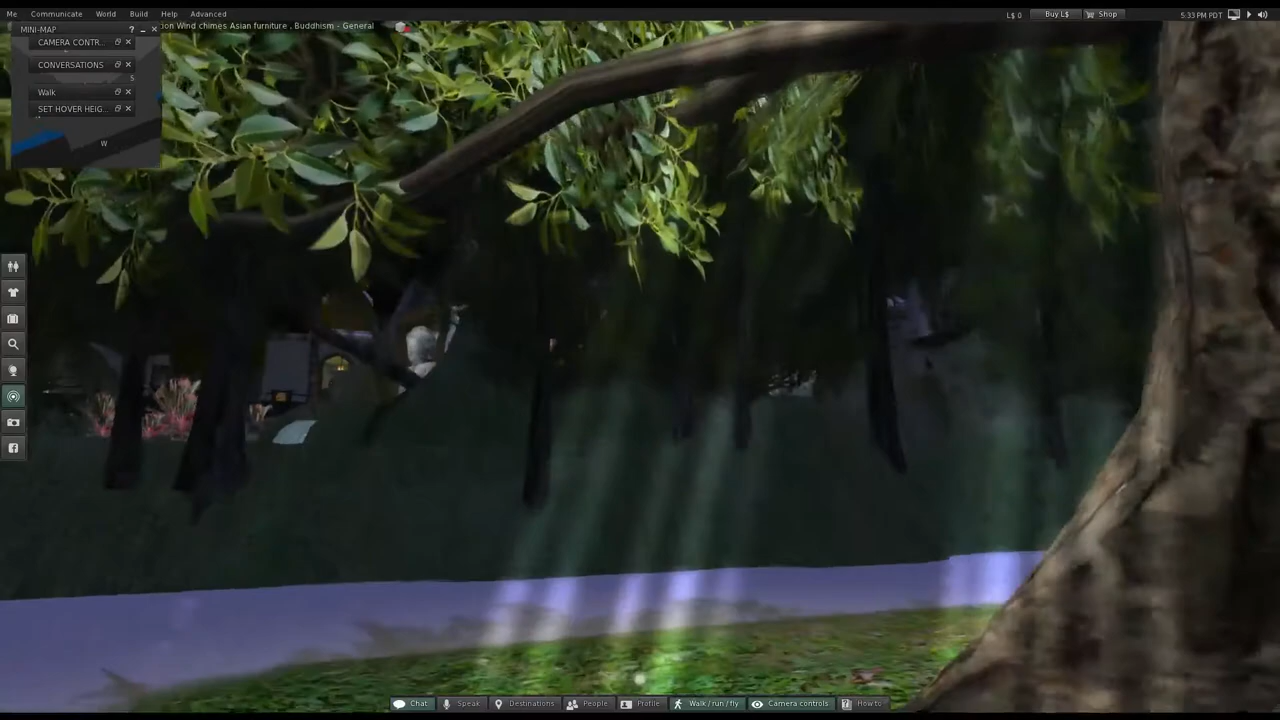 Me Communicate World Build Help Advanced
on Wind chimes Asian furniture , Buddhism - General
L$ 0 Buy L$ Shop 5:33 PM PDT
MINI-MAP ?
CAMERA CONTR...
CONVERSATIONS
5
Walk
SET HOVER HEIG...
W
Chat Speak Destinations People Profile Walk / run / fly Camera controls How to